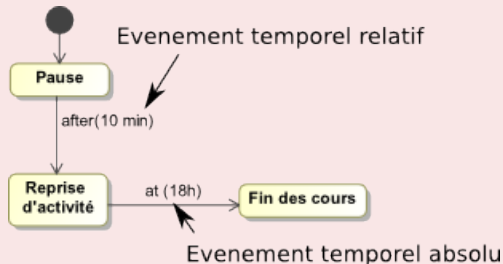 Evenement temporel relatif
Pause
after(10 min)
Reprise
d'activité
at (18h)
Fin des cours
Evenement temporel absolu